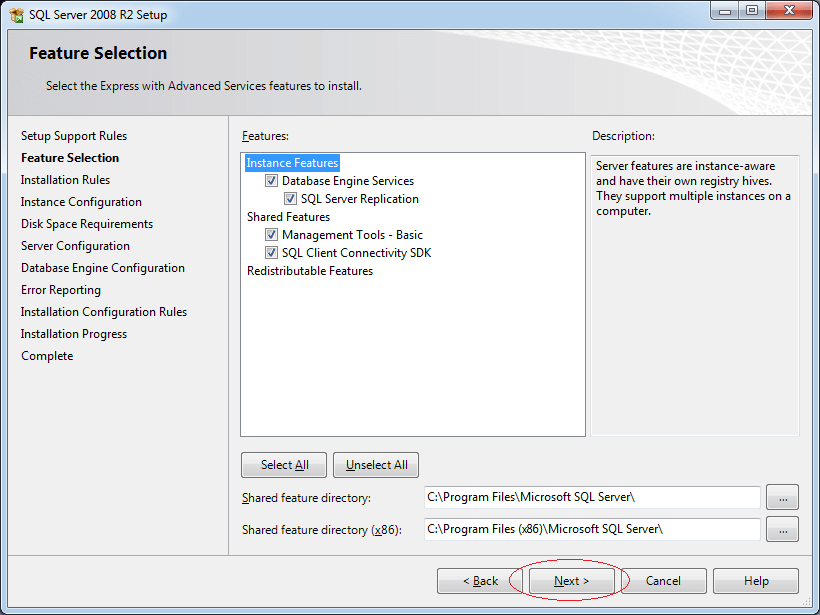 SQL Server 2008 R2 Setup
Feature Selection
Select the Express with Advanced Services features to install.
Setup Support Rules
Feature Selection
Installation Rules
Instance Configuration
Disk Space Requirements
Server Configuration
Database Engine Configuration
Error Reporting
Installation Configuration Rules
Installation Progress
Complete
Features:
Instance Features
Database Engine Services
SQL Server Replication
Shared Features
Management Tools - Basic
SQL Client Connectivity SDK
Redistributable Features
Description:
Server features are instance-aware
and have their own registry hives.
They support multiple instances on a
computer.
Select All
Unselect All
Shared feature directory:
C:\Program Files\Microsoft SQL Server\
...
Shared feature directory (x86):
C:\Program Files (x86)\Microsoft SQL Server\
...
< Back
Next >
Cancel
Help